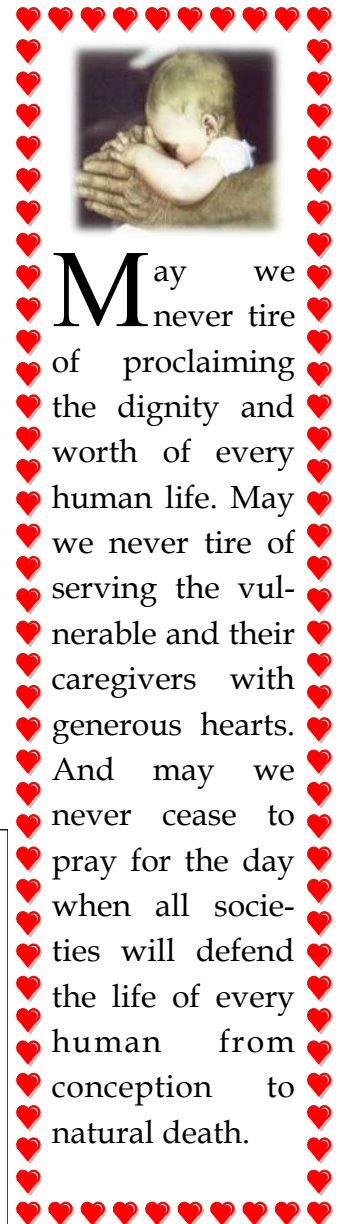 May we
never tire
of proclaiming
the dignity and
worth of every
human life. May
we never tire of
serving the vul-
nerable and their
caregivers with
generous hearts.
And may we
never cease to
pray for the day
when all socie-
ties will defend
the life of every
human from
conception to
natural death.